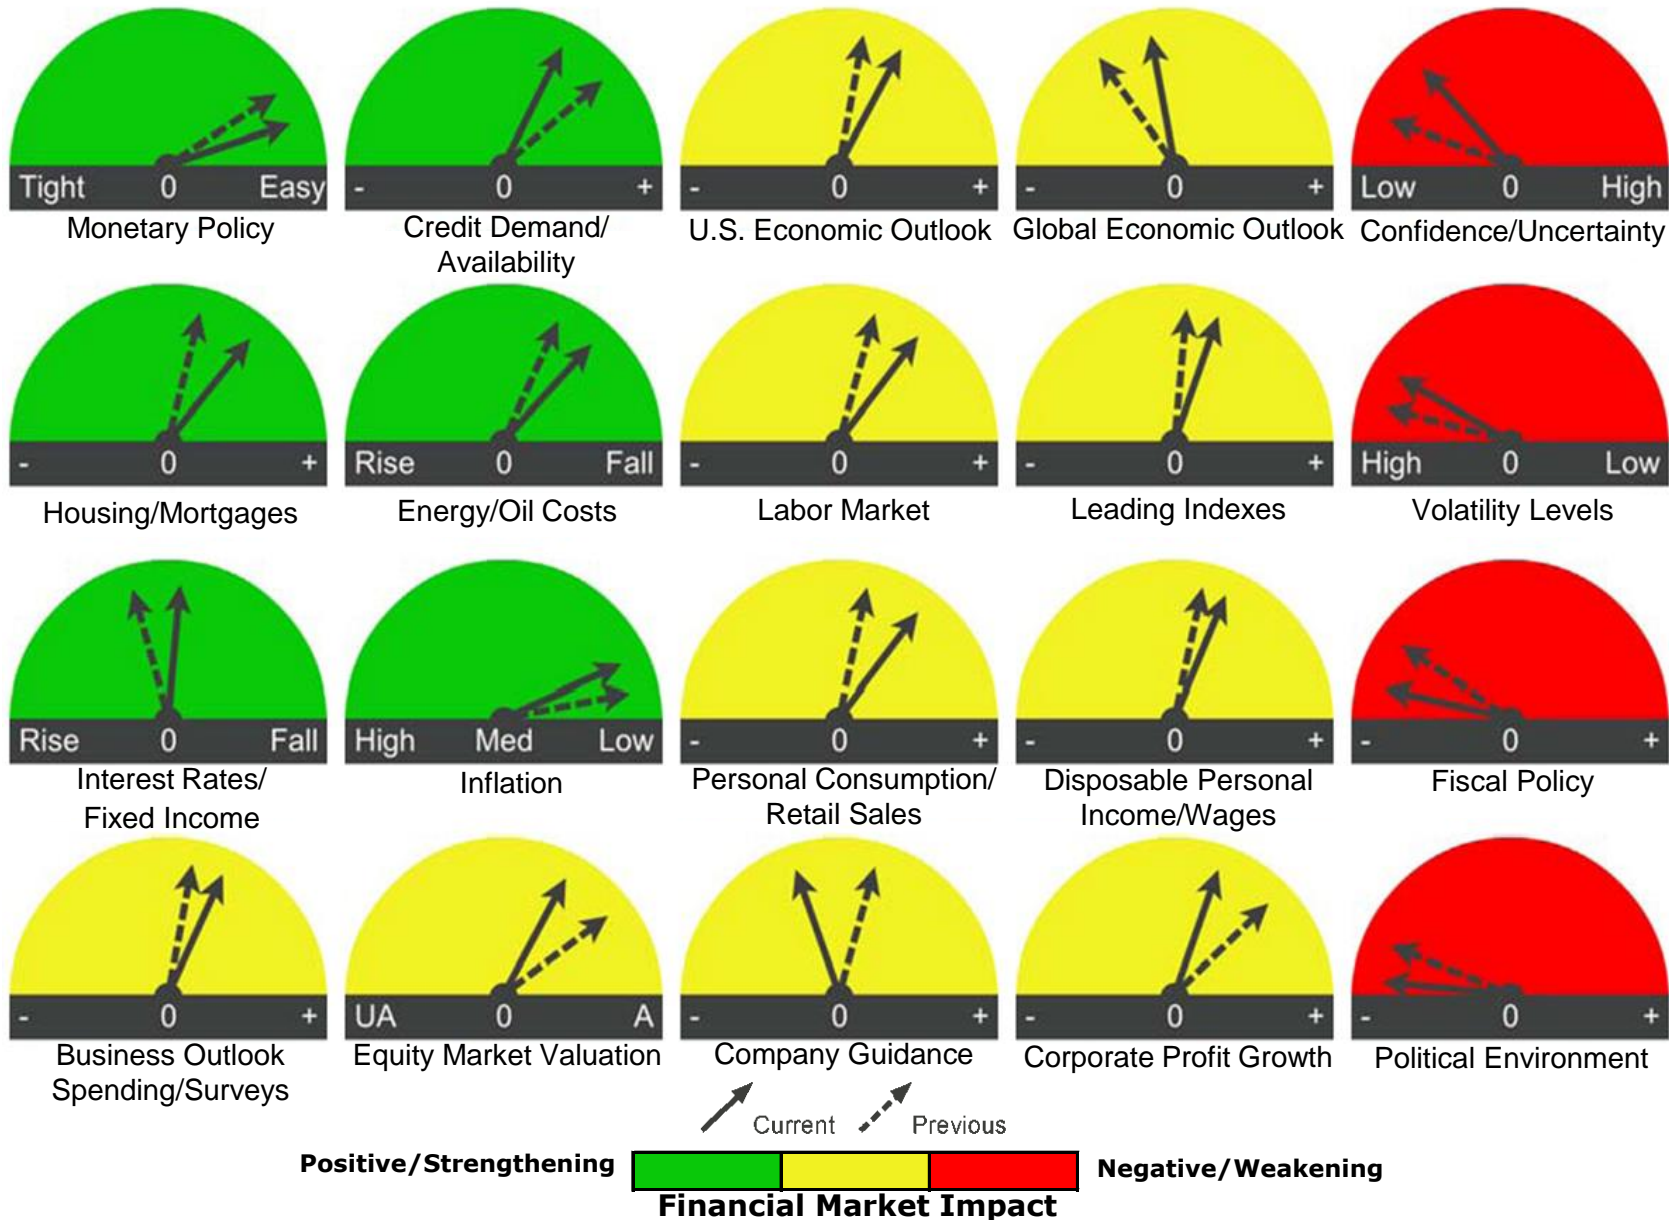 Tight 0 Easy
- 0 +
- 0 +
- 0 +
Low 0 High
Monetary Policy
Credit Demand/
Availability
U.S. Economic Outlook
Global Economic Outlook
Confidence/Uncertainty
- 0 +
Rise 0 Fall
- 0 +
- 0 +
High 0 Low
Housing/Mortgages
Energy/Oil Costs
Labor Market
Leading Indexes
Volatility Levels
Rise 0 Fall
High Med Low
- 0 +
- 0 +
- 0 +
Interest Rates/
Fixed Income
Inflation
Personal Consumption/
Retail Sales
Disposable Personal
Income/Wages
Fiscal Policy
- 0 +
UA 0 A
- 0 +
- 0 +
- 0 +
Business Outlook
Spending/Surveys
Equity Market Valuation
Company Guidance
Corporate Profit Growth
Political Environment
Current
Previous
Positive/Strengthening
Negative/Weakening
Financial Market Impact